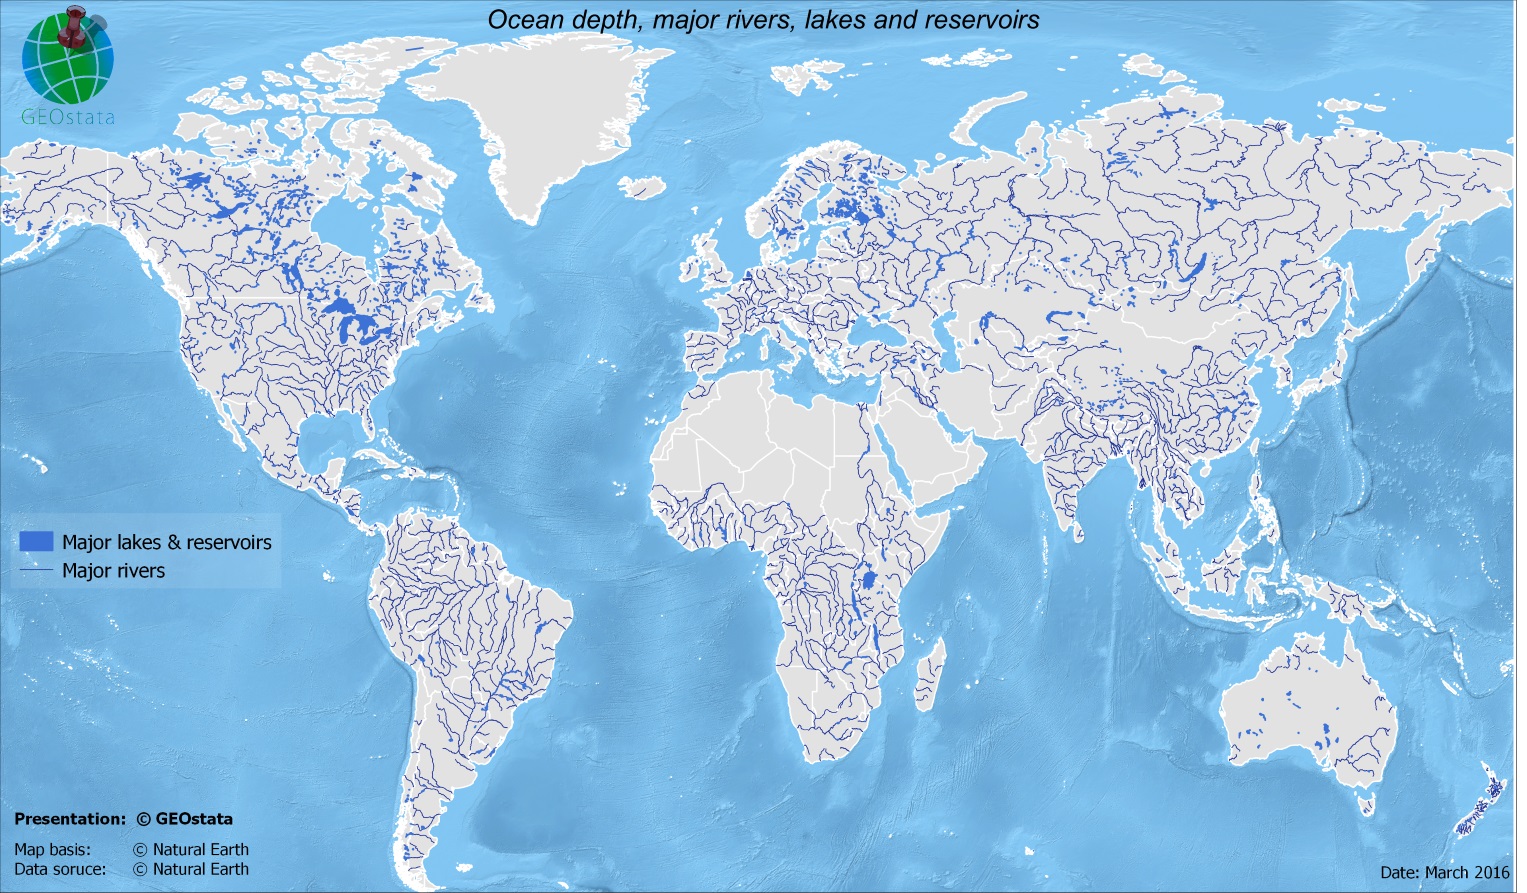 Ocean depth, major rivers, lakes and reservoirs
GEOstata
Major lakes & reservoirs
Major rivers
Presentation: © GEOstata
Map basis: © Natural Earth
Data soruce: © Natural Earth
Date: March 2016